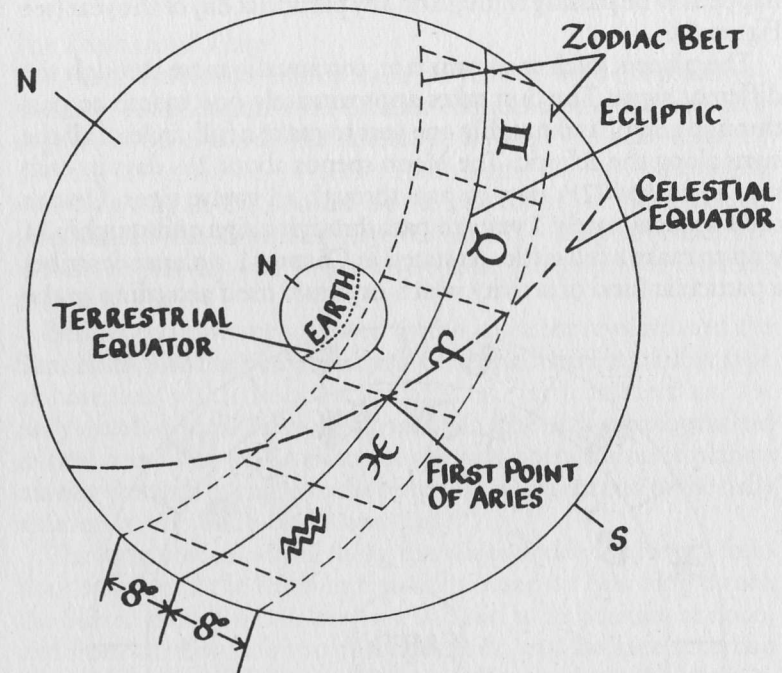 ZODIAC BELT
N
♊
ECLIPTIC
CELESTIAL
EQUATOR
♉
N
EARTH
TERRESTRIAL
EQUATOR
♈
♓
FIRST POINT
OF ARIES
♒
S
8°
8°